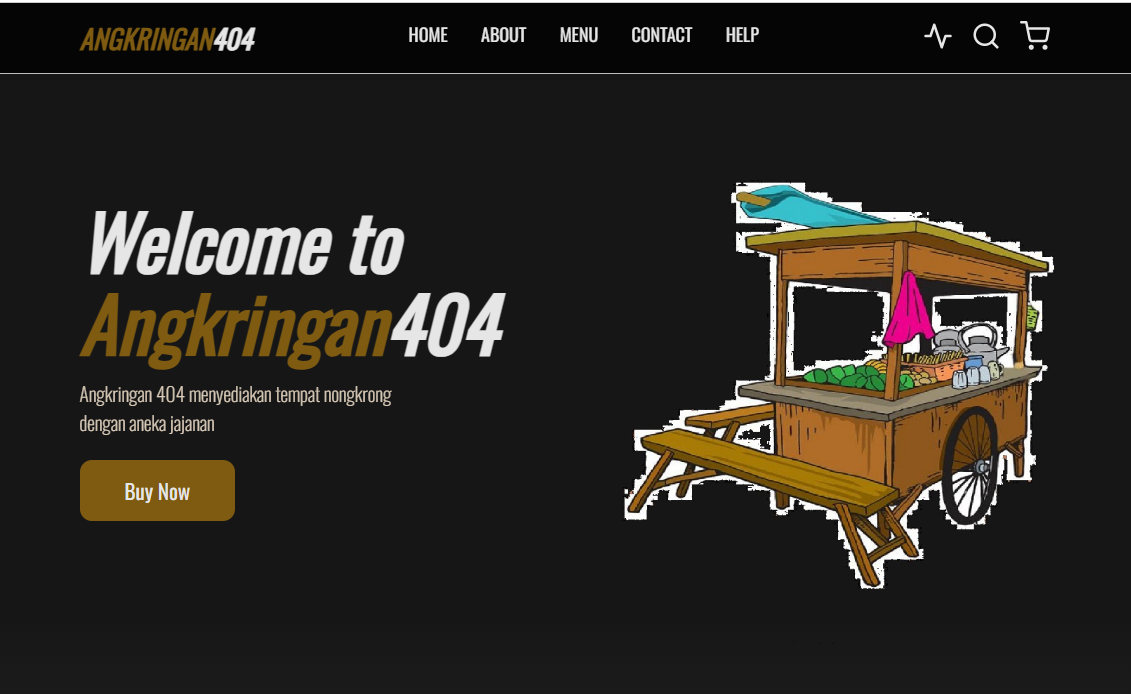 ANGKRINGAN404
HOME ABOUT MENU CONTACT HELP
Welcome to
Angkringan404
Angkringan 404 menyediakan tempat nongkrong
dengan aneka jajanan
Buy Now